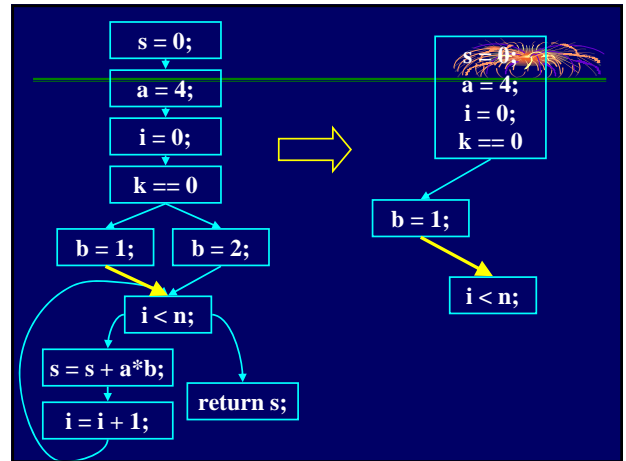 s = 0;
a = 4;
i = 0;
k == 0
b = 1;
b = 2;
i < n;
s = s + a*b;
i = i + 1;
return s;
s = 0;
a = 4;
i = 0;
k == 0
b = 1;
i < n;